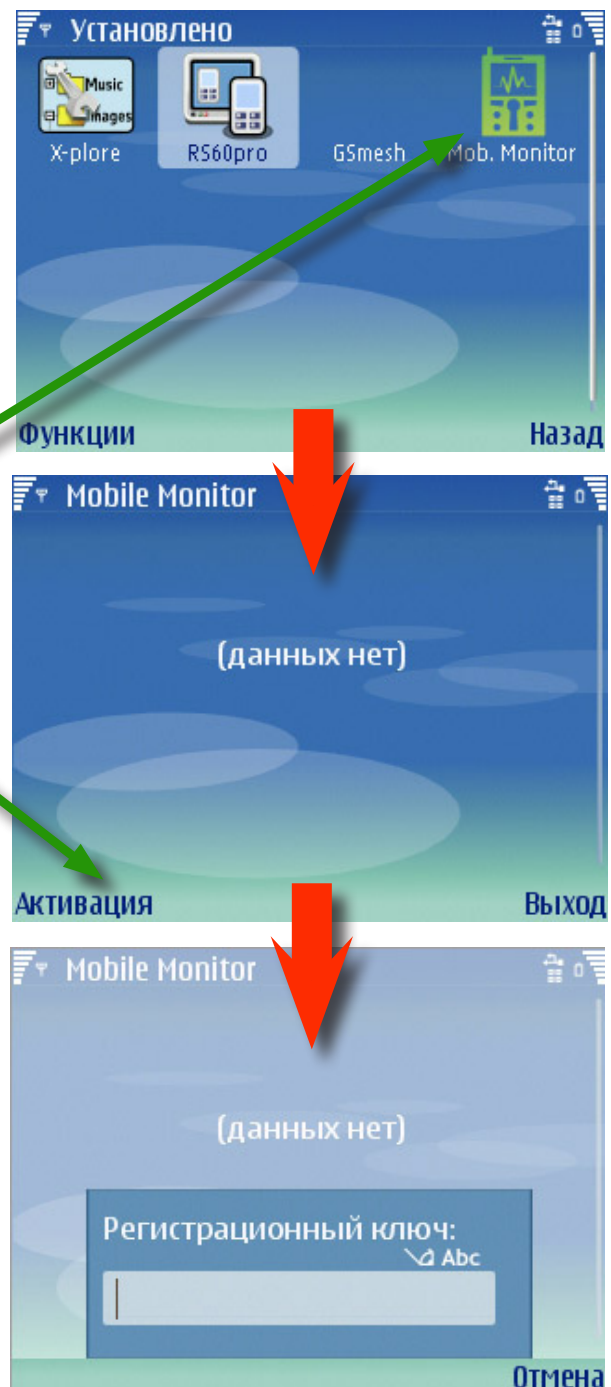 Установлено
Music
Images
X-plore RS60pro GSmesh Mob. Monitor
Функции Назад
Mobile Monitor
(данных нет)
Активация Выход
Mobile Monitor
(данных нет)
Регистрационный ключ:
Abc
Отмена